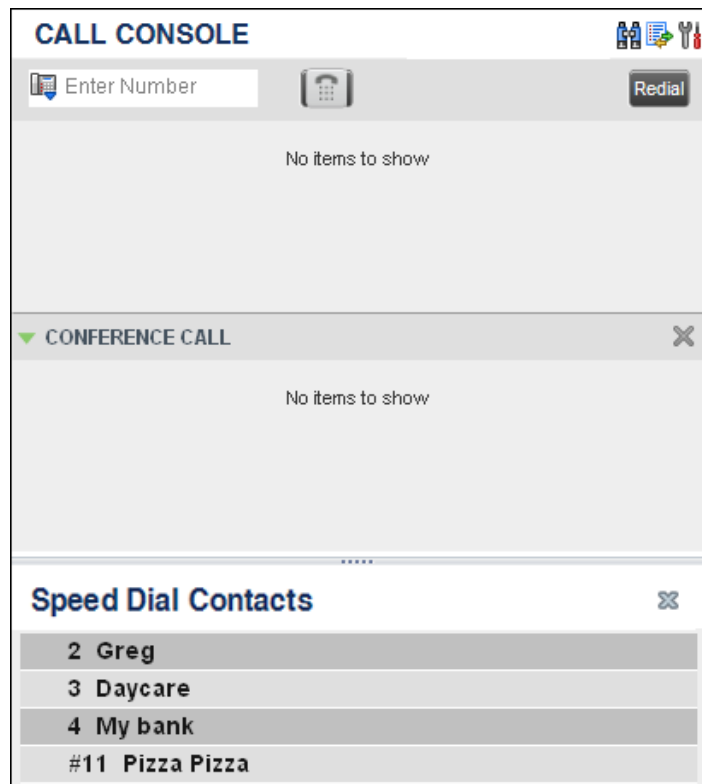 CALL CONSOLE
Enter Number
Redial
No items to show
CONFERENCE CALL
No items to show
Speed Dial Contacts
2 Greg
3 Daycare
4 My bank
#11 Pizza Pizza